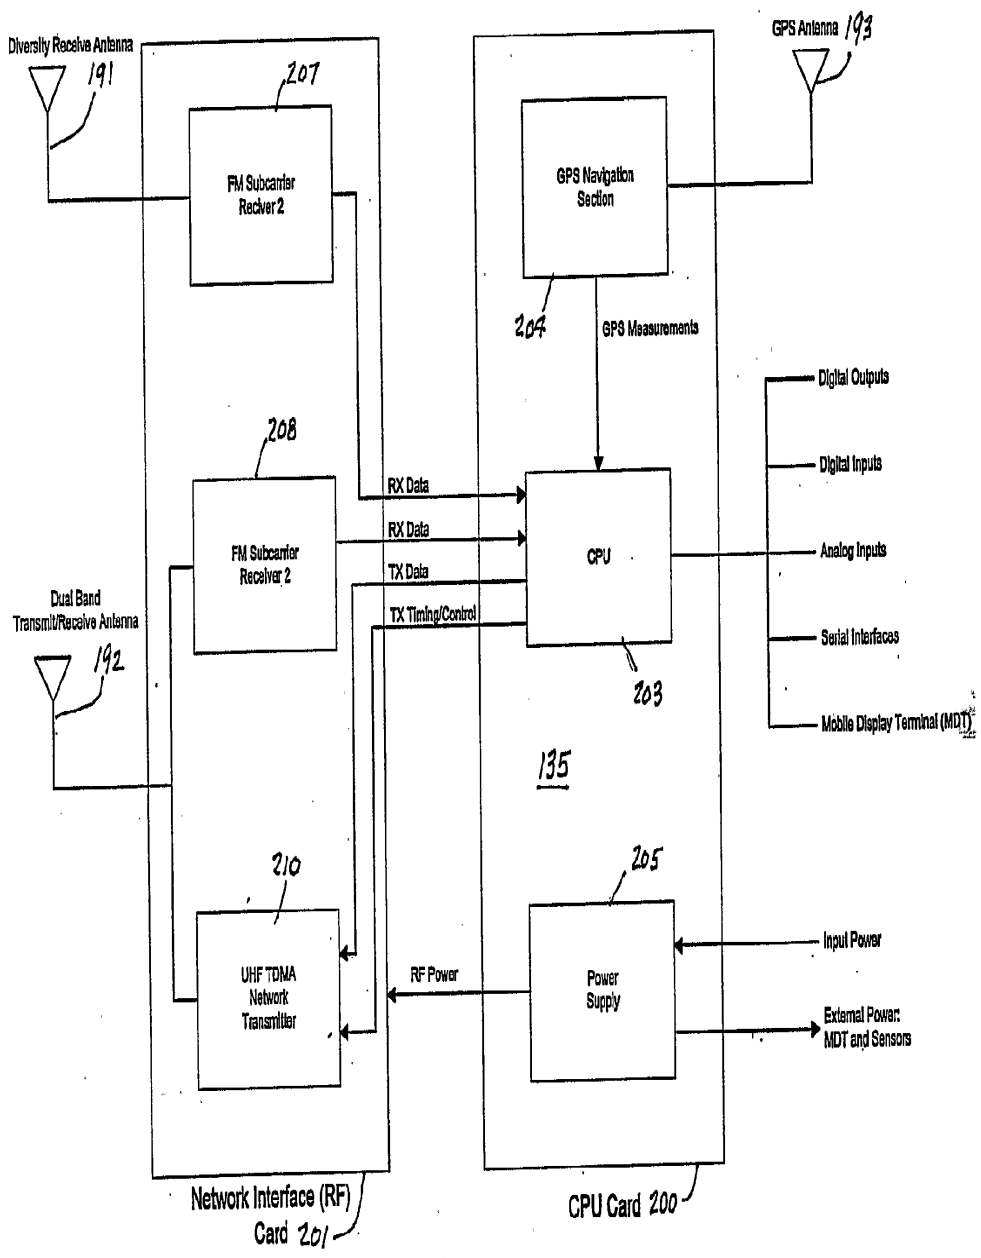 Diversity Receive Antenna
191
207
FM Subcarrier
Reciver 2
GPS Antenna 193
GPS Navigation
Section
204
GPS Measurements
208
FM Subcarrier
Receiver 2
RX Data
RX Data
TX Data
TX Timing/Control
CPU
203
Digital Outputs
Digital Inputs
Analog Inputs
Serial Interfaces
Mobile Display Terminal (MDT)
Dual Band
Transmit/Receive Antenna
192
135
210
UHF TDMA
Network
Transmitter
RF Power
205
Power
Supply
Input Power
External Power:
MDT and Sensors
Network Interface (RF)
Card 201
CPU Card 200